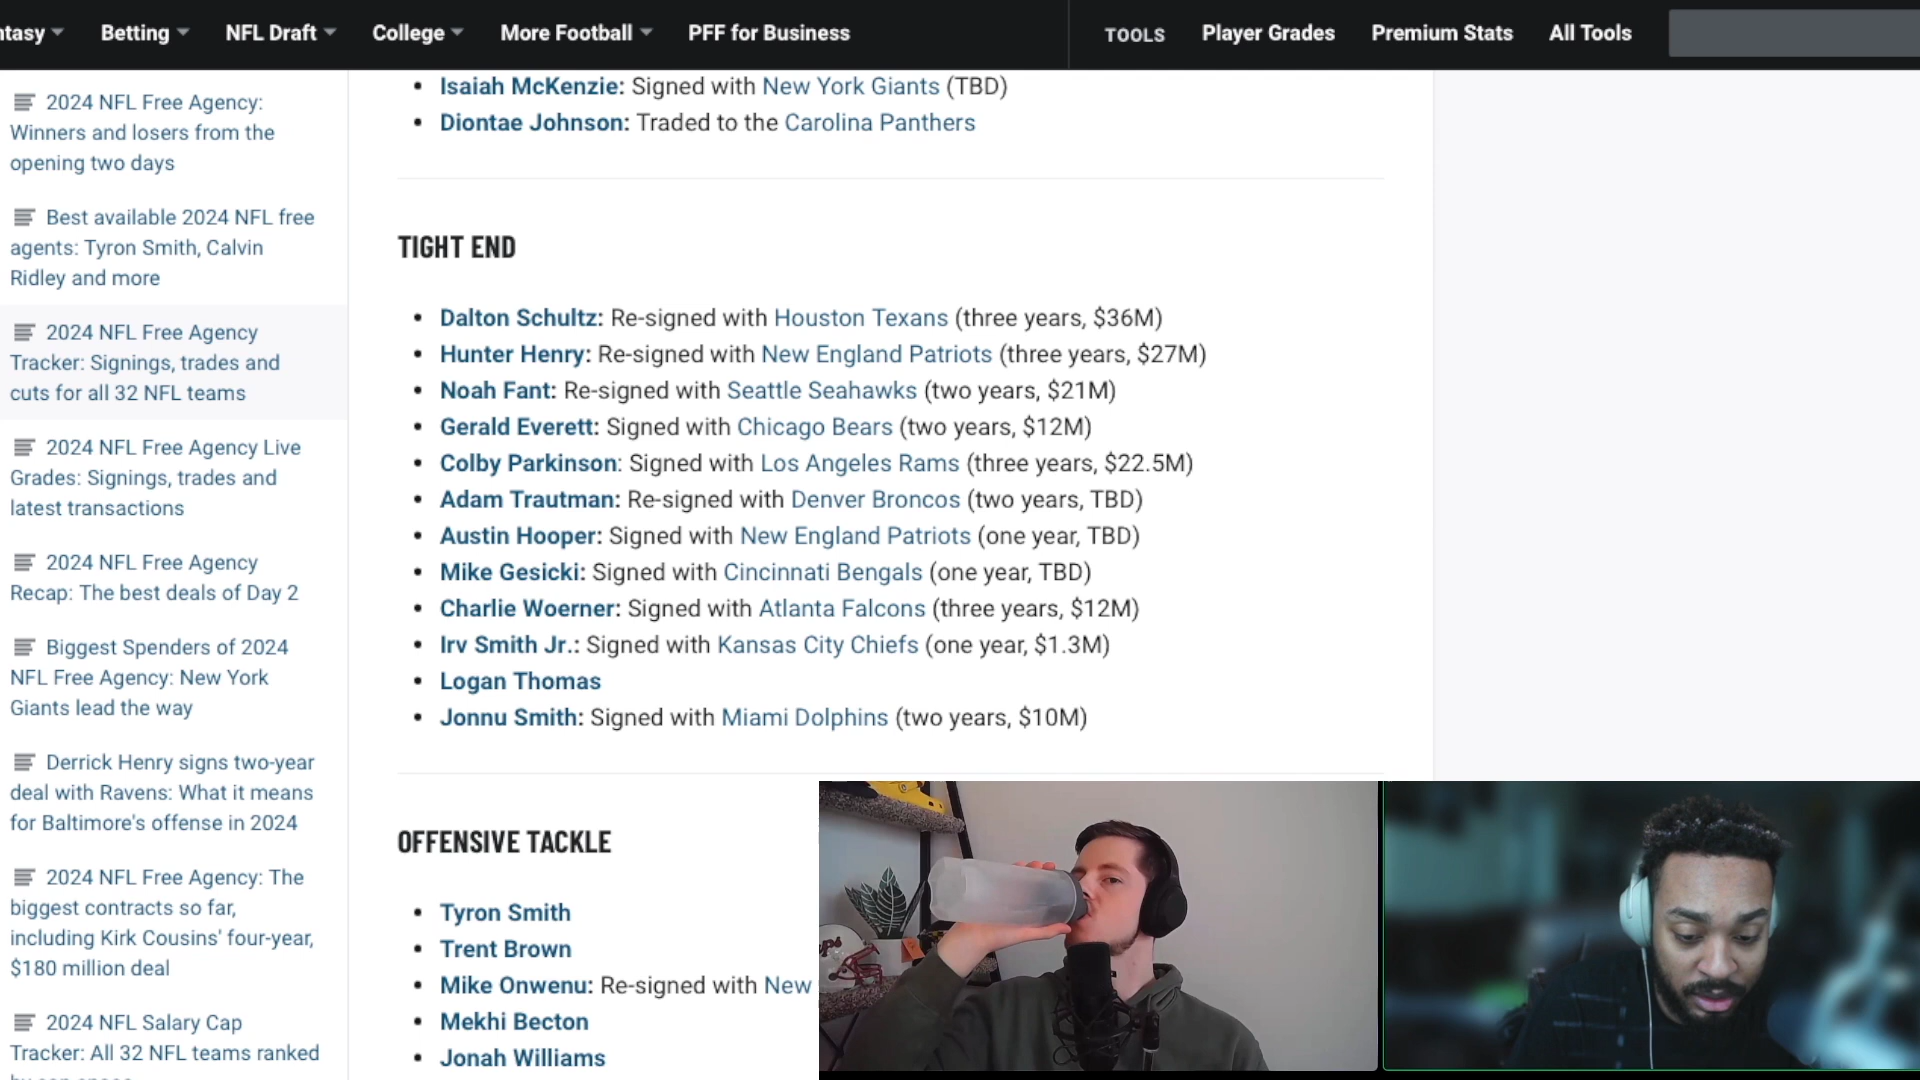 Betting
NFL Draft
College
More Football
PFF for Business
TOOLS
Player Grades
Premium Stats
All Tools
2024 NFL Free Agency:
Winners and losers from the
opening two days
Best available 2024 NFL free
agents: Tyron Smith, Calvin
Ridley and more
2024 NFL Free Agency
Tracker: Signings, trades and
cuts for all 32 NFL teams
2024 NFL Free Agency Live
Grades: Signings, trades and
latest transactions
2024 NFL Free Agency
Recap: The best deals of Day 2
Biggest Spenders of 2024
NFL Free Agency: New York
Giants lead the way
Derrick Henry signs two-year
deal with Ravens: What it means
for Baltimore's offense in 2024
2024 NFL Free Agency: The
biggest contracts so far,
including Kirk Cousins' four-year,
$180 million deal
2024 NFL Salary Cap
Tracker: All 32 NFL teams ranked
• Isaiah McKenzie: Signed with New York Giants (TBD)
• Diontae Johnson: Traded to the Carolina Panthers
TIGHT END
• Dalton Schultz: Re-signed with Houston Texans (three years, $36M)
• Hunter Henry: Re-signed with New England Patriots (three years, $27M)
• Noah Fant: Re-signed with Seattle Seahawks (two years, $21M)
• Gerald Everett: Signed with Chicago Bears (two years, $12M)
• Colby Parkinson: Signed with Los Angeles Rams (three years, $22.5M)
• Adam Trautman: Re-signed with Denver Broncos (two years, TBD)
• Austin Hooper: Signed with New England Patriots (one year, TBD)
• Mike Gesicki: Signed with Cincinnati Bengals (one year, TBD)
• Charlie Woerner: Signed with Atlanta Falcons (three years, $12M)
• Irv Smith Jr.: Signed with Kansas City Chiefs (one year, $1.3M)
• Logan Thomas
• Jonnu Smith: Signed with Miami Dolphins (two years, $10M)
OFFENSIVE TACKLE
• Tyron Smith
• Trent Brown
• Mike Onwenu: Re-signed with New
• Mekhi Becton
• Jonah Williams